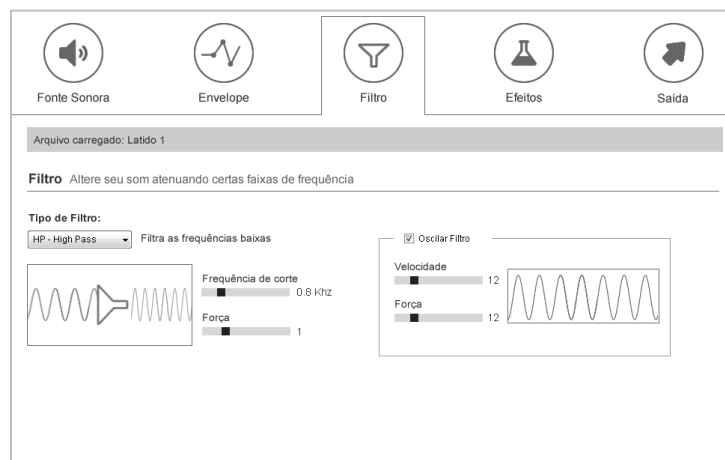 Fonte Sonora
Envelope
Filtro
Efeitos
Saída
Arquivo carregado: Latido 1
Filtro Altere seu som atenuando certas faixas de frequência
Tipo de Filtro:
HP - High Pass
Filtra as frequências baixas
Frequência de corte
0.8 Khz
Força
1
Oscilar Filtro
Velocidade
12
Força
12